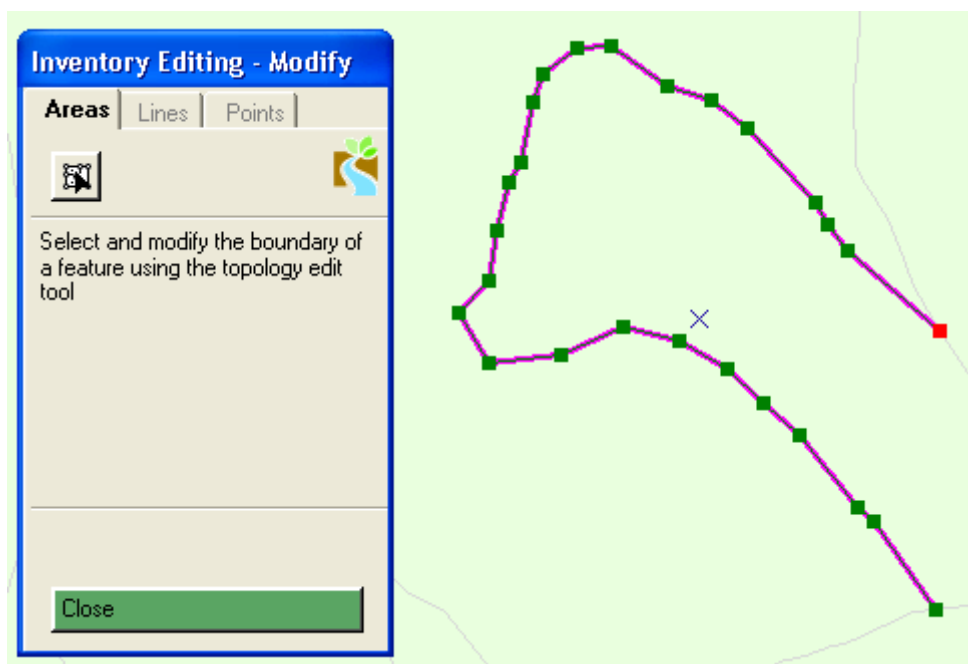 Inventory Editing - Modify
Areas Lines Points
Select and modify the boundary of
a feature using the topology edit
tool
Close